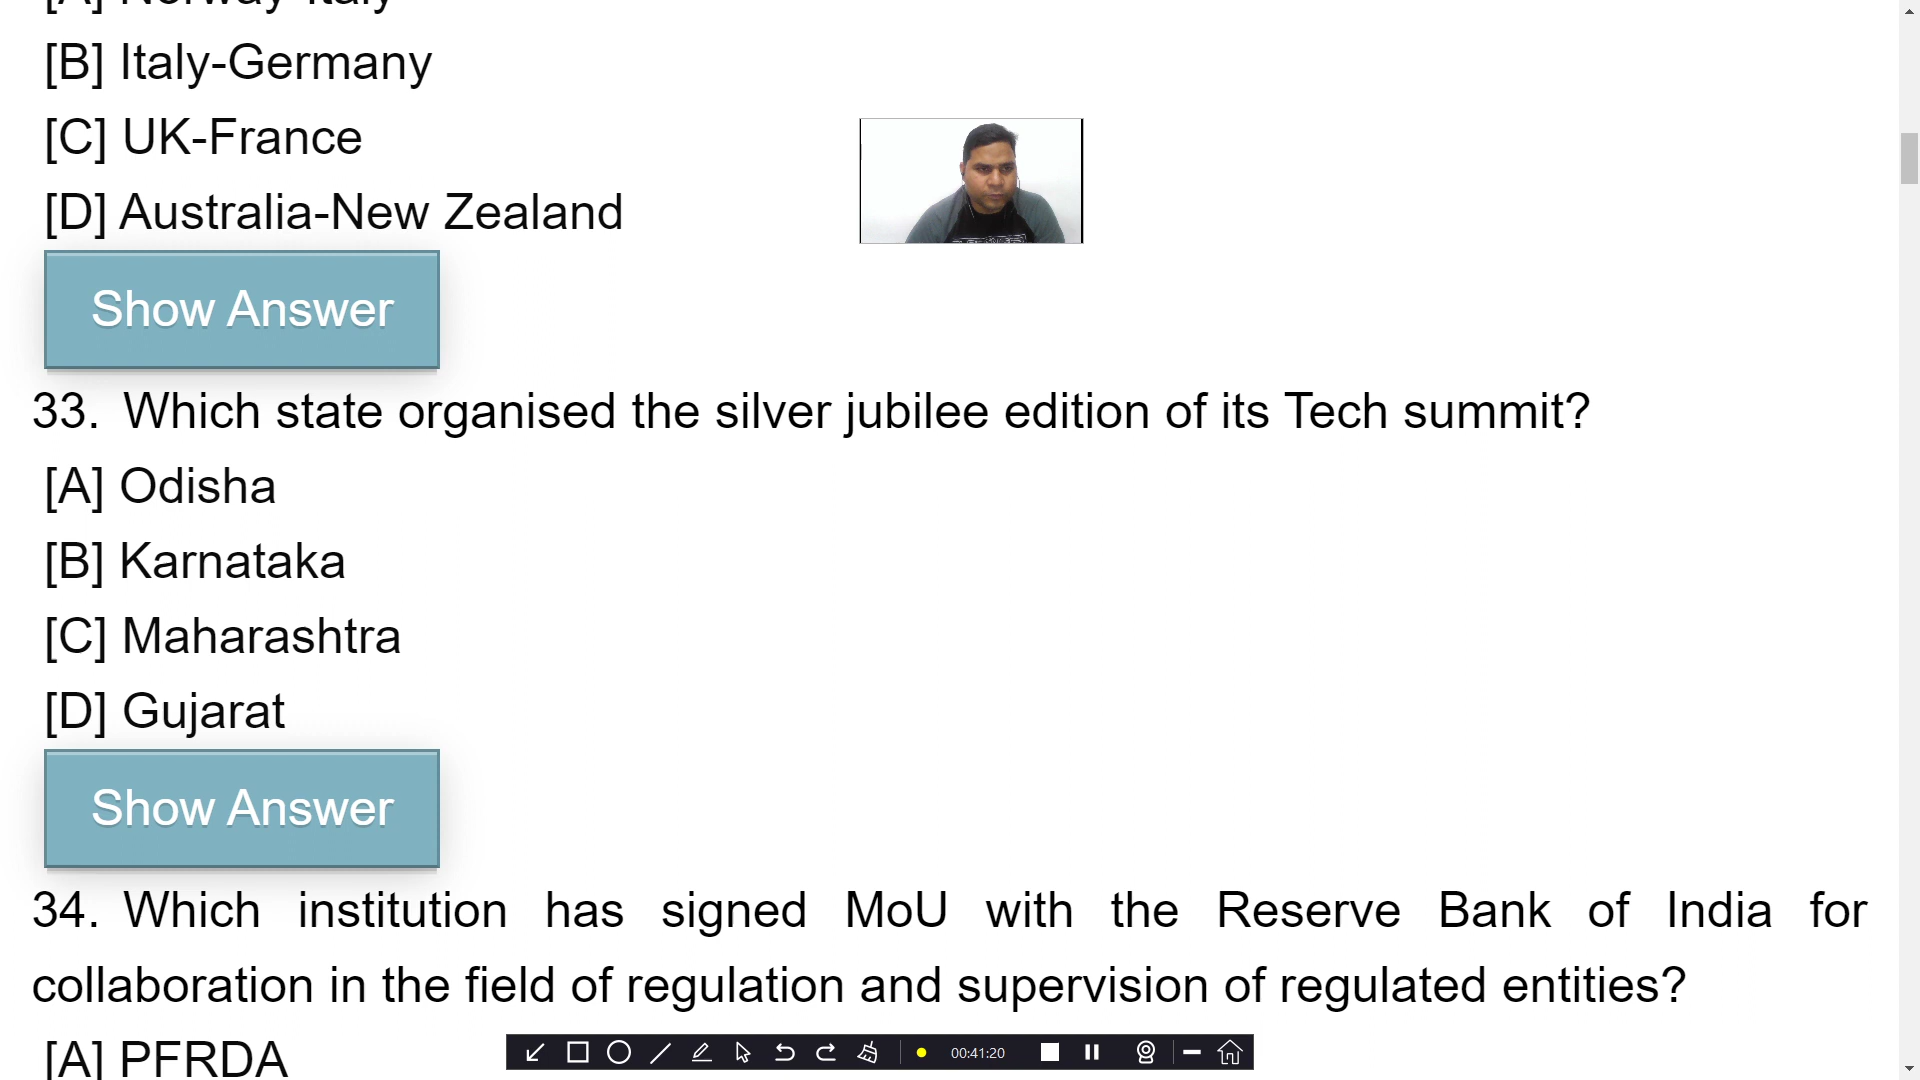 [A] Norway-Italy
[B] Italy-Germany
[C] UK-France
[D] Australia-New Zealand
Show Answer
33. Which state organised the silver jubilee edition of its Tech summit?
[A] Odisha
[B] Karnataka
[C] Maharashtra
[D] Gujarat
Show Answer
34. Which institution has signed MoU with the Reserve Bank of India for
collaboration in the field of regulation and supervision of regulated entities?
[A] PFRDA
00:41:20